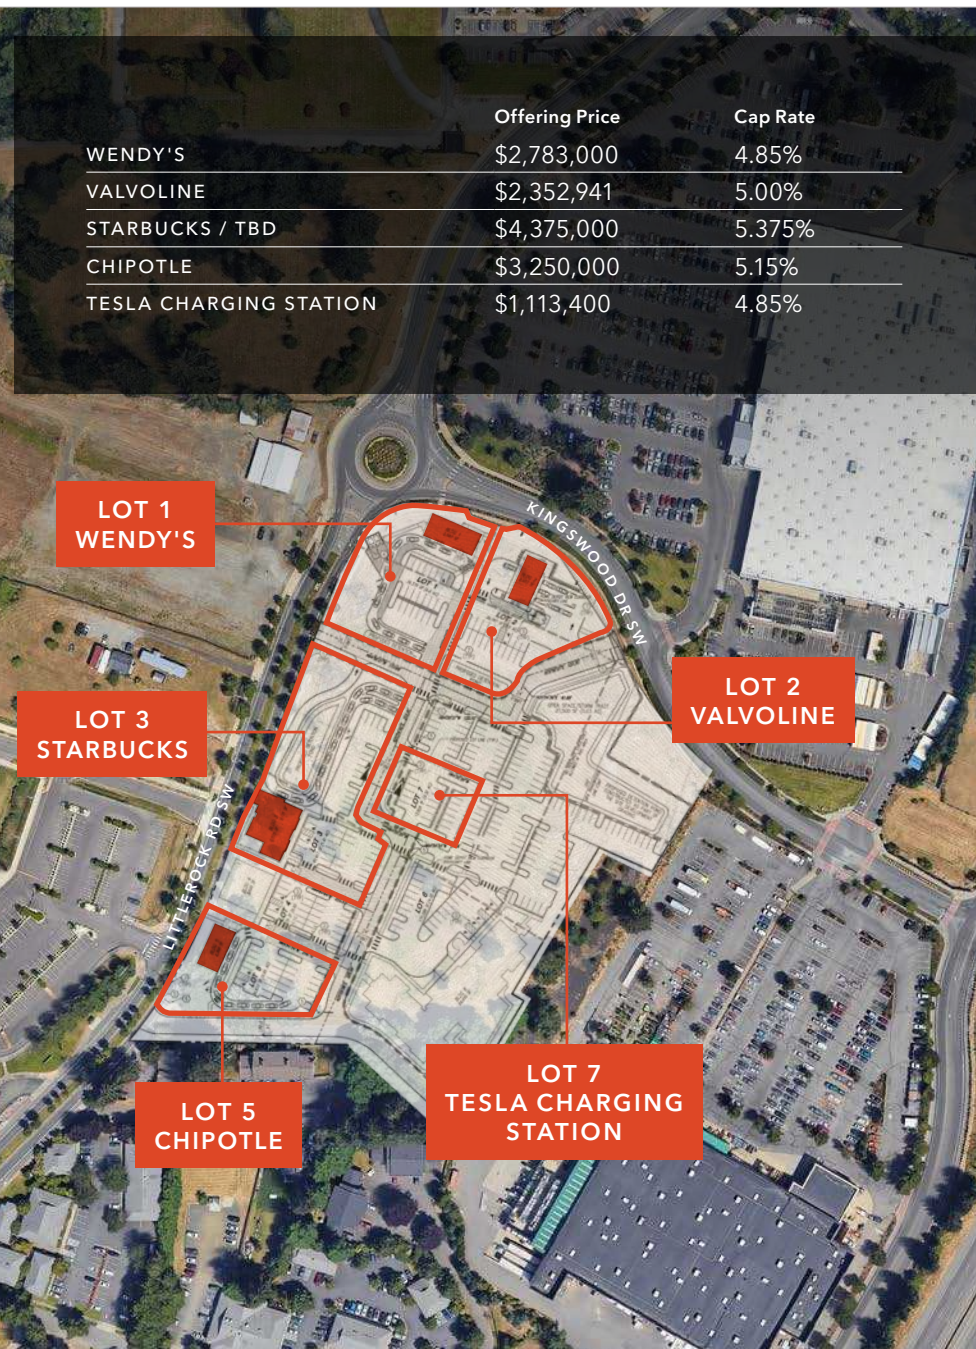 Offering Price Cap Rate
WENDY'S $2,783,000 4.85%
VALVOLINE $2,352,941 5.00%
STARBUCKS / TBD $4,375,000 5.375%
CHIPOTLE $3,250,000 5.15%
TESLA CHARGING STATION $1,113,400 4.85%
LOT 1
WENDY'S
KINGSWOOD DR SW
LOT 2
VALVOLINE
LOT 3
STARBUCKS
LITTLEROCK RD SW
LOT 5
CHIPOTLE
LOT 7
TESLA CHARGING
STATION